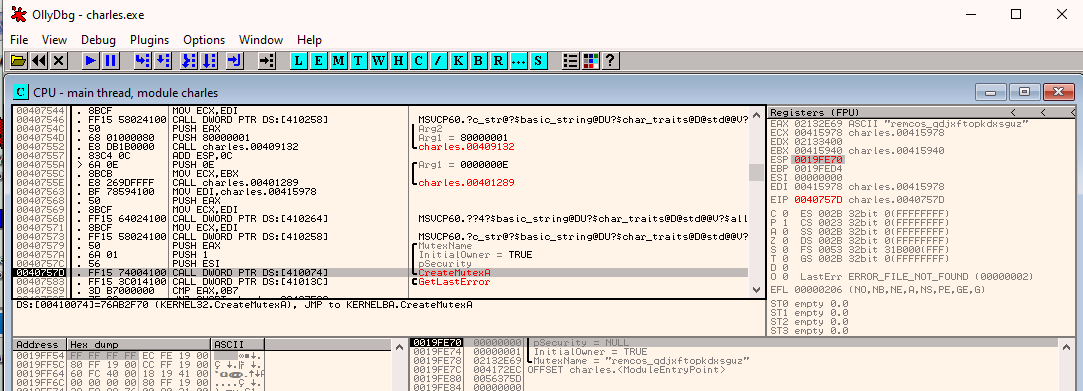 OllyDbg - charles.exe
File View Debug Plugins Options Window Help
L E M T W H C / K B R ... S ?
C CPU - main thread, module charles
00407544 . 8BCF MOV ECX,EDI
00407546 . FF15 58024100 CALL DWORD PTR DS:[410258] MSVCP60.?c_str@?$basic_string@DU?$char_traits@D@std@@V?
0040754C . 50 PUSH EAX Arg2
0040754D . 68 01000080 PUSH 80000001 Arg1 = 80000001
00407552 . E8 DB1B0000 CALL charles.00409132 charles.00409132
00407557 . 83C4 0C ADD ESP,0C
0040755A > 6A 0E PUSH 0E Arg1 = 0000000E
0040755C . 8BCB MOV ECX,EBX
0040755E . E8 269DFFFF CALL charles.00401289 charles.00401289
00407563 . BF 78594100 MOV EDI,charles.00415978
00407568 . 50 PUSH EAX
00407569 . 8BCF MOV ECX,EDI
0040756B . FF15 64024100 CALL DWORD PTR DS:[410264] MSVCP60.??4?$basic_string@DU?$char_traits@D@std@@V?$all
00407571 . 8BCF MOV ECX,EDI
00407573 . FF15 58024100 CALL DWORD PTR DS:[410258] MSVCP60.?c_str@?$basic_string@DU?$char_traits@D@std@@V?
00407579 . 50 PUSH EAX MutexName
0040757A . 6A 01 PUSH 1 InitialOwner = TRUE
0040757C . 56 PUSH ESI pSecurity
0040757D . FF15 74004100 CALL DWORD PTR DS:[410074] CreateMutexA
00407583 . FF15 3C014100 CALL DWORD PTR DS:[41013C] GetLastError
00407589 . 3D B7000000 CMP EAX,0B7
DS:[00410074]=76AB2F70 (KERNEL32.CreateMutexA), JMP to KERNELBA.CreateMutexA
Registers (FPU) < < <
EAX 02132E69 ASCII "remcos_qdjxftopkdxsguz"
ECX 00415978 charles.00415978
EDX 02133400
EBX 00415940 charles.00415940
ESP 0019FE70
EBP 0019FED4
ESI 00000000
EDI 00415978 charles.00415978
EIP 0040757D charles.0040757D
C 0 ES 002B 32bit 0(FFFFFFFF)
P 1 CS 0023 32bit 0(FFFFFFFF)
A 0 SS 002B 32bit 0(FFFFFFFF)
Z 0 DS 002B 32bit 0(FFFFFFFF)
S 0 FS 0053 32bit 31B000(FFF)
T 0 GS 002B 32bit 0(FFFFFFFF)
D 0
O 0 LastErr ERROR_FILE_NOT_FOUND (00000002)
EFL 00000206 (NO,NB,NE,A,NS,PE,GE,G)
ST0 empty 0.0
ST1 empty 0.0
ST2 empty 0.0
ST3 empty 0.0
Address Hex dump ASCII
0019FF54 FF FF FF FF EC FE 19 00
0019FF5C 80 FF 19 00 CC FF 19 00
0019FF64 60 FC 40 00 18 19 41 00
0019FF6C 00 00 00 00 80 FF 19 00
0019FE70 00000000 pSecurity = NULL
0019FE74 00000001 InitialOwner = TRUE
0019FE78 02132E69 MutexName = "remcos_qdjxftopkdxsguz"
0019FE7C 004172EC OFFSET charles.<ModuleEntryPoint>
0019FE80 0056375D
0019FE84 00000000